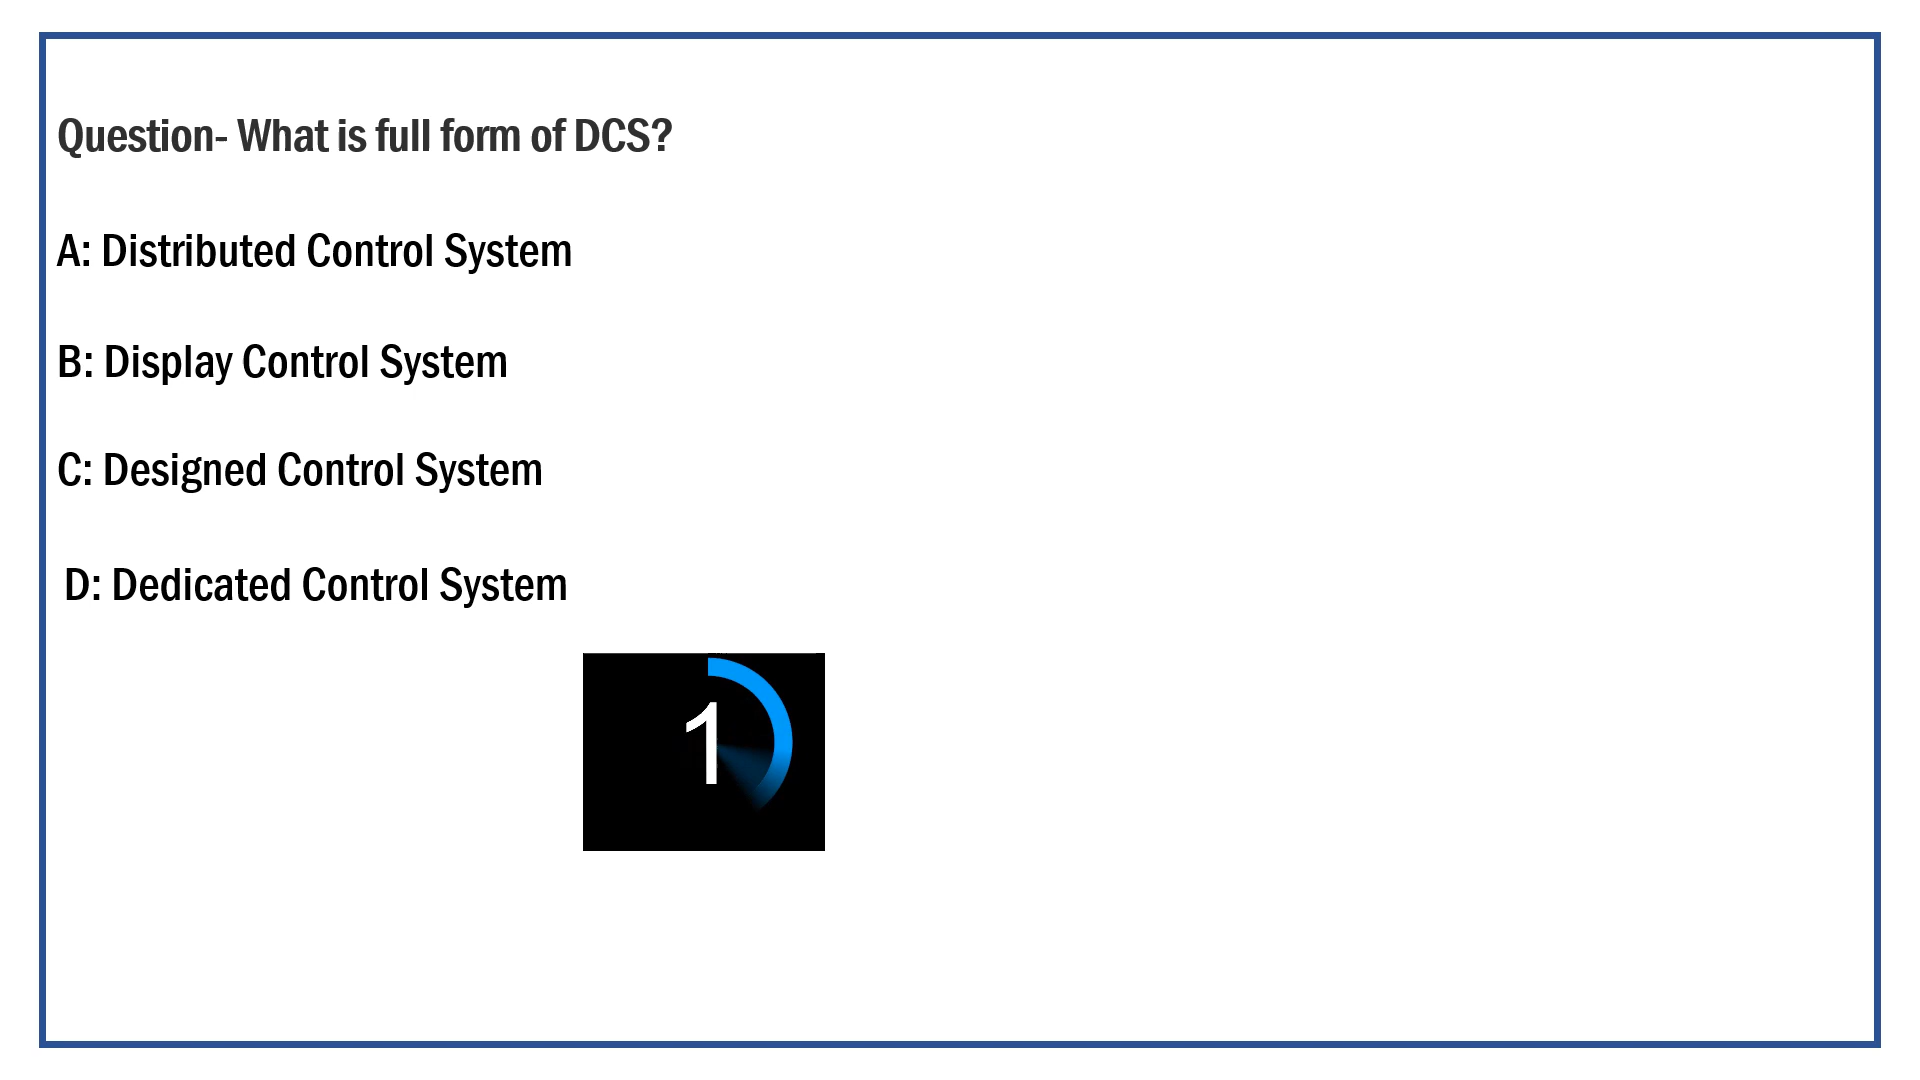 Question- What is full form of DCS?
A: Distributed Control System
B: Display Control System
C: Designed Control System
D: Dedicated Control System
1